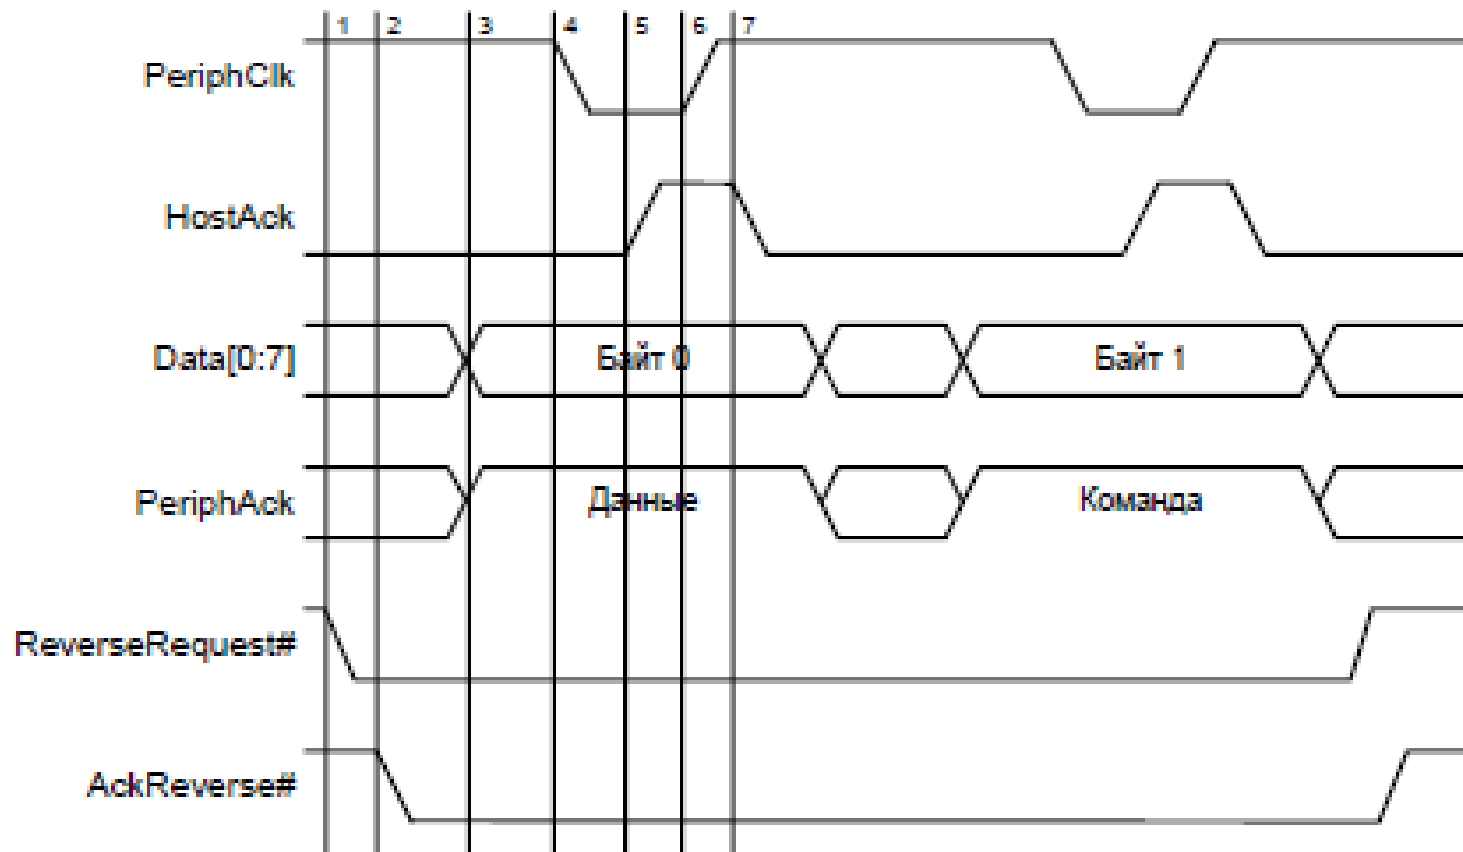 1 2 3 4 5 6 7
PeriphClk
HostAck
Data[0:7] Байт 0 Байт 1
PeriphAck Данные Команда
ReverseRequest#
AckReverse#